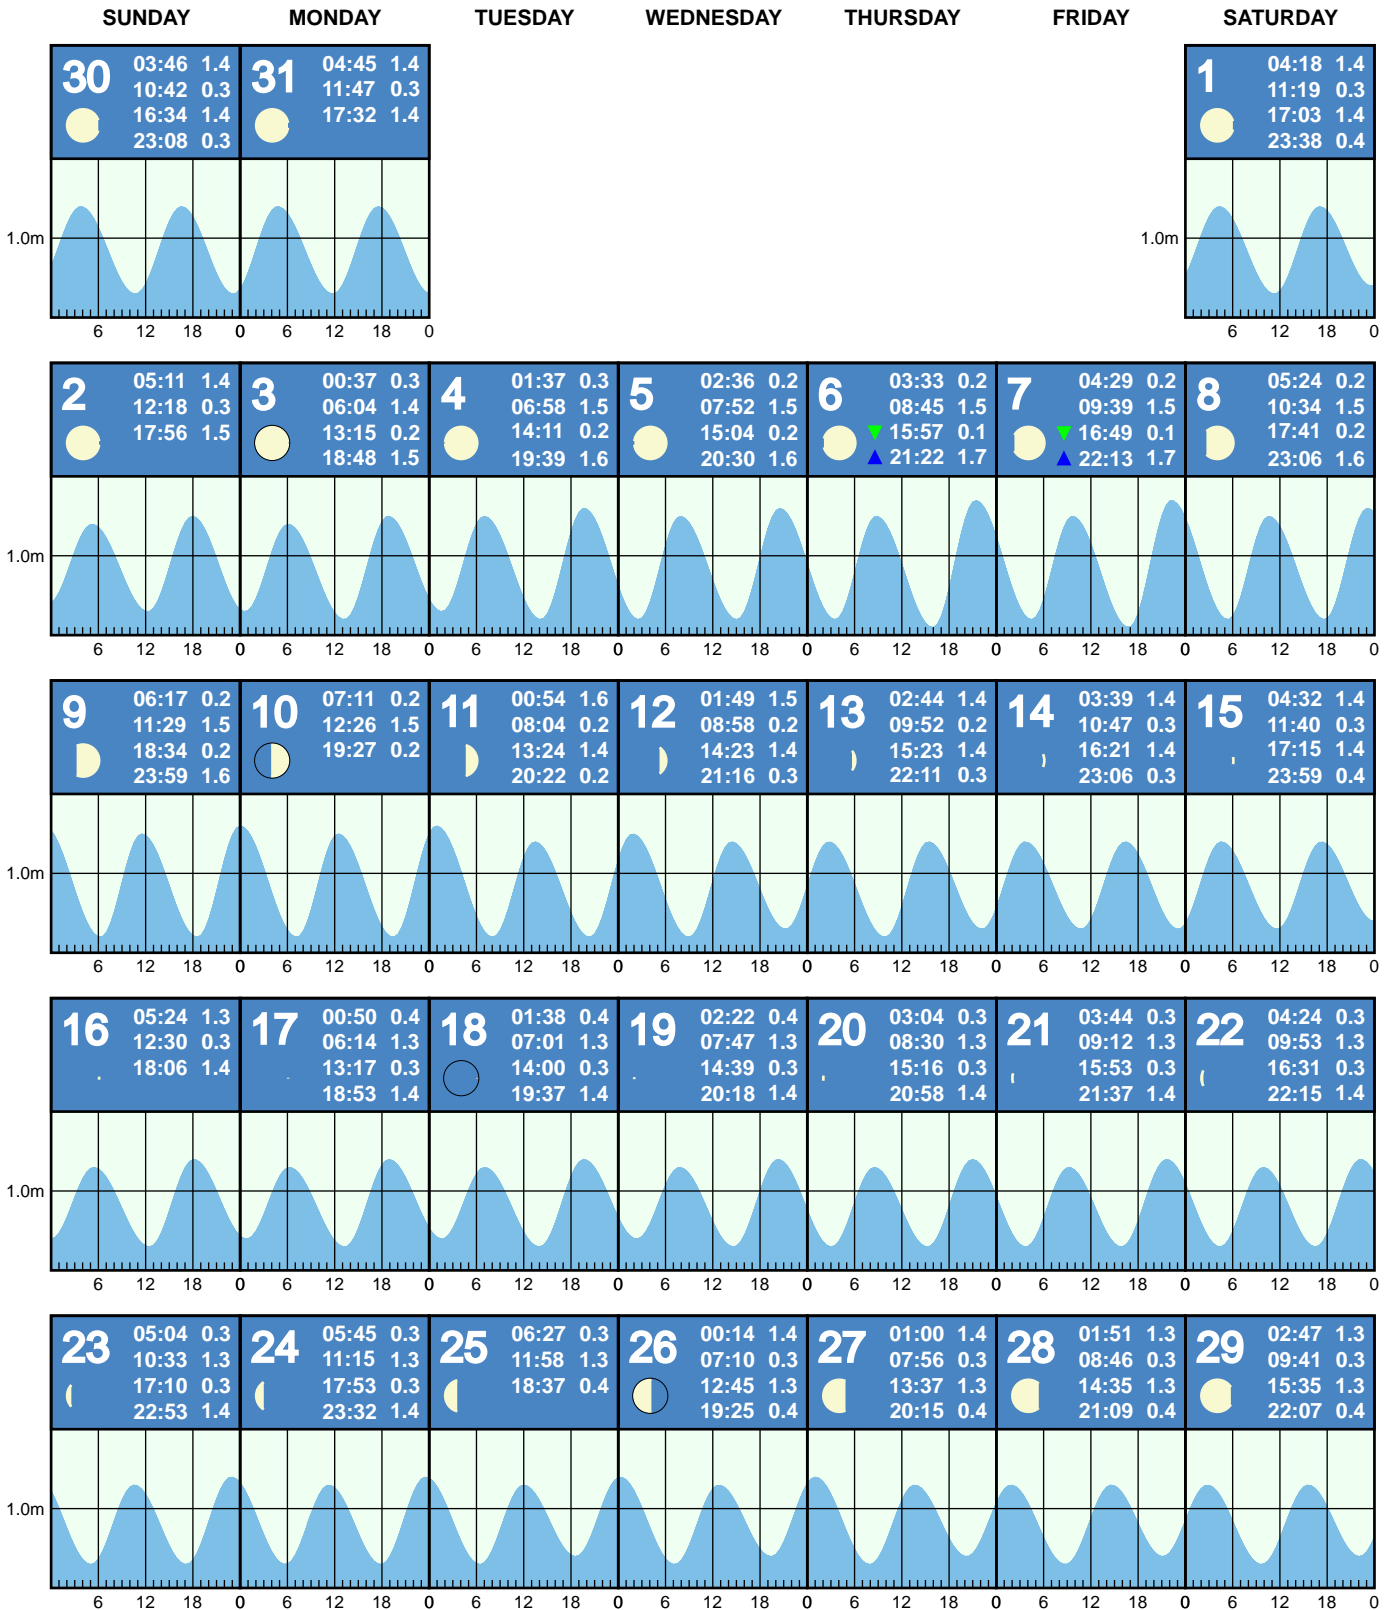 SUNDAY MONDAY TUESDAY WEDNESDAY THURSDAY FRIDAY SATURDAY
30 03:46 1.4 31 04:45 1.4 1 04:18 1.4
10:42 0.3 11:47 0.3 11:19 0.3
16:34 1.4 17:32 1.4 17:03 1.4
23:08 0.3 23:38 0.4
1.0m 1.0m
6 12 18 0 6 12 18 0 6 12 18 0
2 05:11 1.4 3 00:37 0.3 4 01:37 0.3 5 02:36 0.2 6 03:33 0.2 7 04:29 0.2 8 05:24 0.2
12:18 0.3 06:04 1.4 06:58 1.5 07:52 1.5 08:45 1.5 09:39 1.5 10:34 1.5
17:56 1.5 13:15 0.2 14:11 0.2 15:04 0.2 15:57 0.1 16:49 0.1 17:41 0.2
18:48 1.5 19:39 1.6 20:30 1.6 21:22 1.7 22:13 1.7 23:06 1.6
1.0m
6 12 18 0 6 12 18 0 6 12 18 0 6 12 18 0 6 12 18 0 6 12 18 0 6 12 18 0
9 06:17 0.2 10 07:11 0.2 11 00:54 1.6 12 01:49 1.5 13 02:44 1.4 14 03:39 1.4 15 04:32 1.4
11:29 1.5 12:26 1.5 08:04 0.2 08:58 0.2 09:52 0.2 10:47 0.3 11:40 0.3
18:34 0.2 19:27 0.2 13:24 1.4 14:23 1.4 15:23 1.4 16:21 1.4 17:15 1.4
23:59 1.6 20:22 0.2 21:16 0.3 22:11 0.3 23:06 0.3 23:59 0.4
1.0m
6 12 18 0 6 12 18 0 6 12 18 0 6 12 18 0 6 12 18 0 6 12 18 0 6 12 18 0
16 05:24 1.3 17 00:50 0.4 18 01:38 0.4 19 02:22 0.4 20 03:04 0.3 21 03:44 0.3 22 04:24 0.3
12:30 0.3 06:14 1.3 07:01 1.3 07:47 1.3 08:30 1.3 09:12 1.3 09:53 1.3
18:06 1.4 13:17 0.3 14:00 0.3 14:39 0.3 15:16 0.3 15:53 0.3 16:31 0.3
18:53 1.4 19:37 1.4 20:18 1.4 20:58 1.4 21:37 1.4 22:15 1.4
1.0m
6 12 18 0 6 12 18 0 6 12 18 0 6 12 18 0 6 12 18 0 6 12 18 0 6 12 18 0
23 05:04 0.3 24 05:45 0.3 25 06:27 0.3 26 00:14 1.4 27 01:00 1.4 28 01:51 1.3 29 02:47 1.3
10:33 1.3 11:15 1.3 11:58 1.3 07:10 0.3 07:56 0.3 08:46 0.3 09:41 0.3
17:10 0.3 17:53 0.3 18:37 0.4 12:45 1.3 13:37 1.3 14:35 1.3 15:35 1.3
22:53 1.4 23:32 1.4 19:25 0.4 20:15 0.4 21:09 0.4 22:07 0.4
1.0m
6 12 18 0 6 12 18 0 6 12 18 0 6 12 18 0 6 12 18 0 6 12 18 0 6 12 18 0